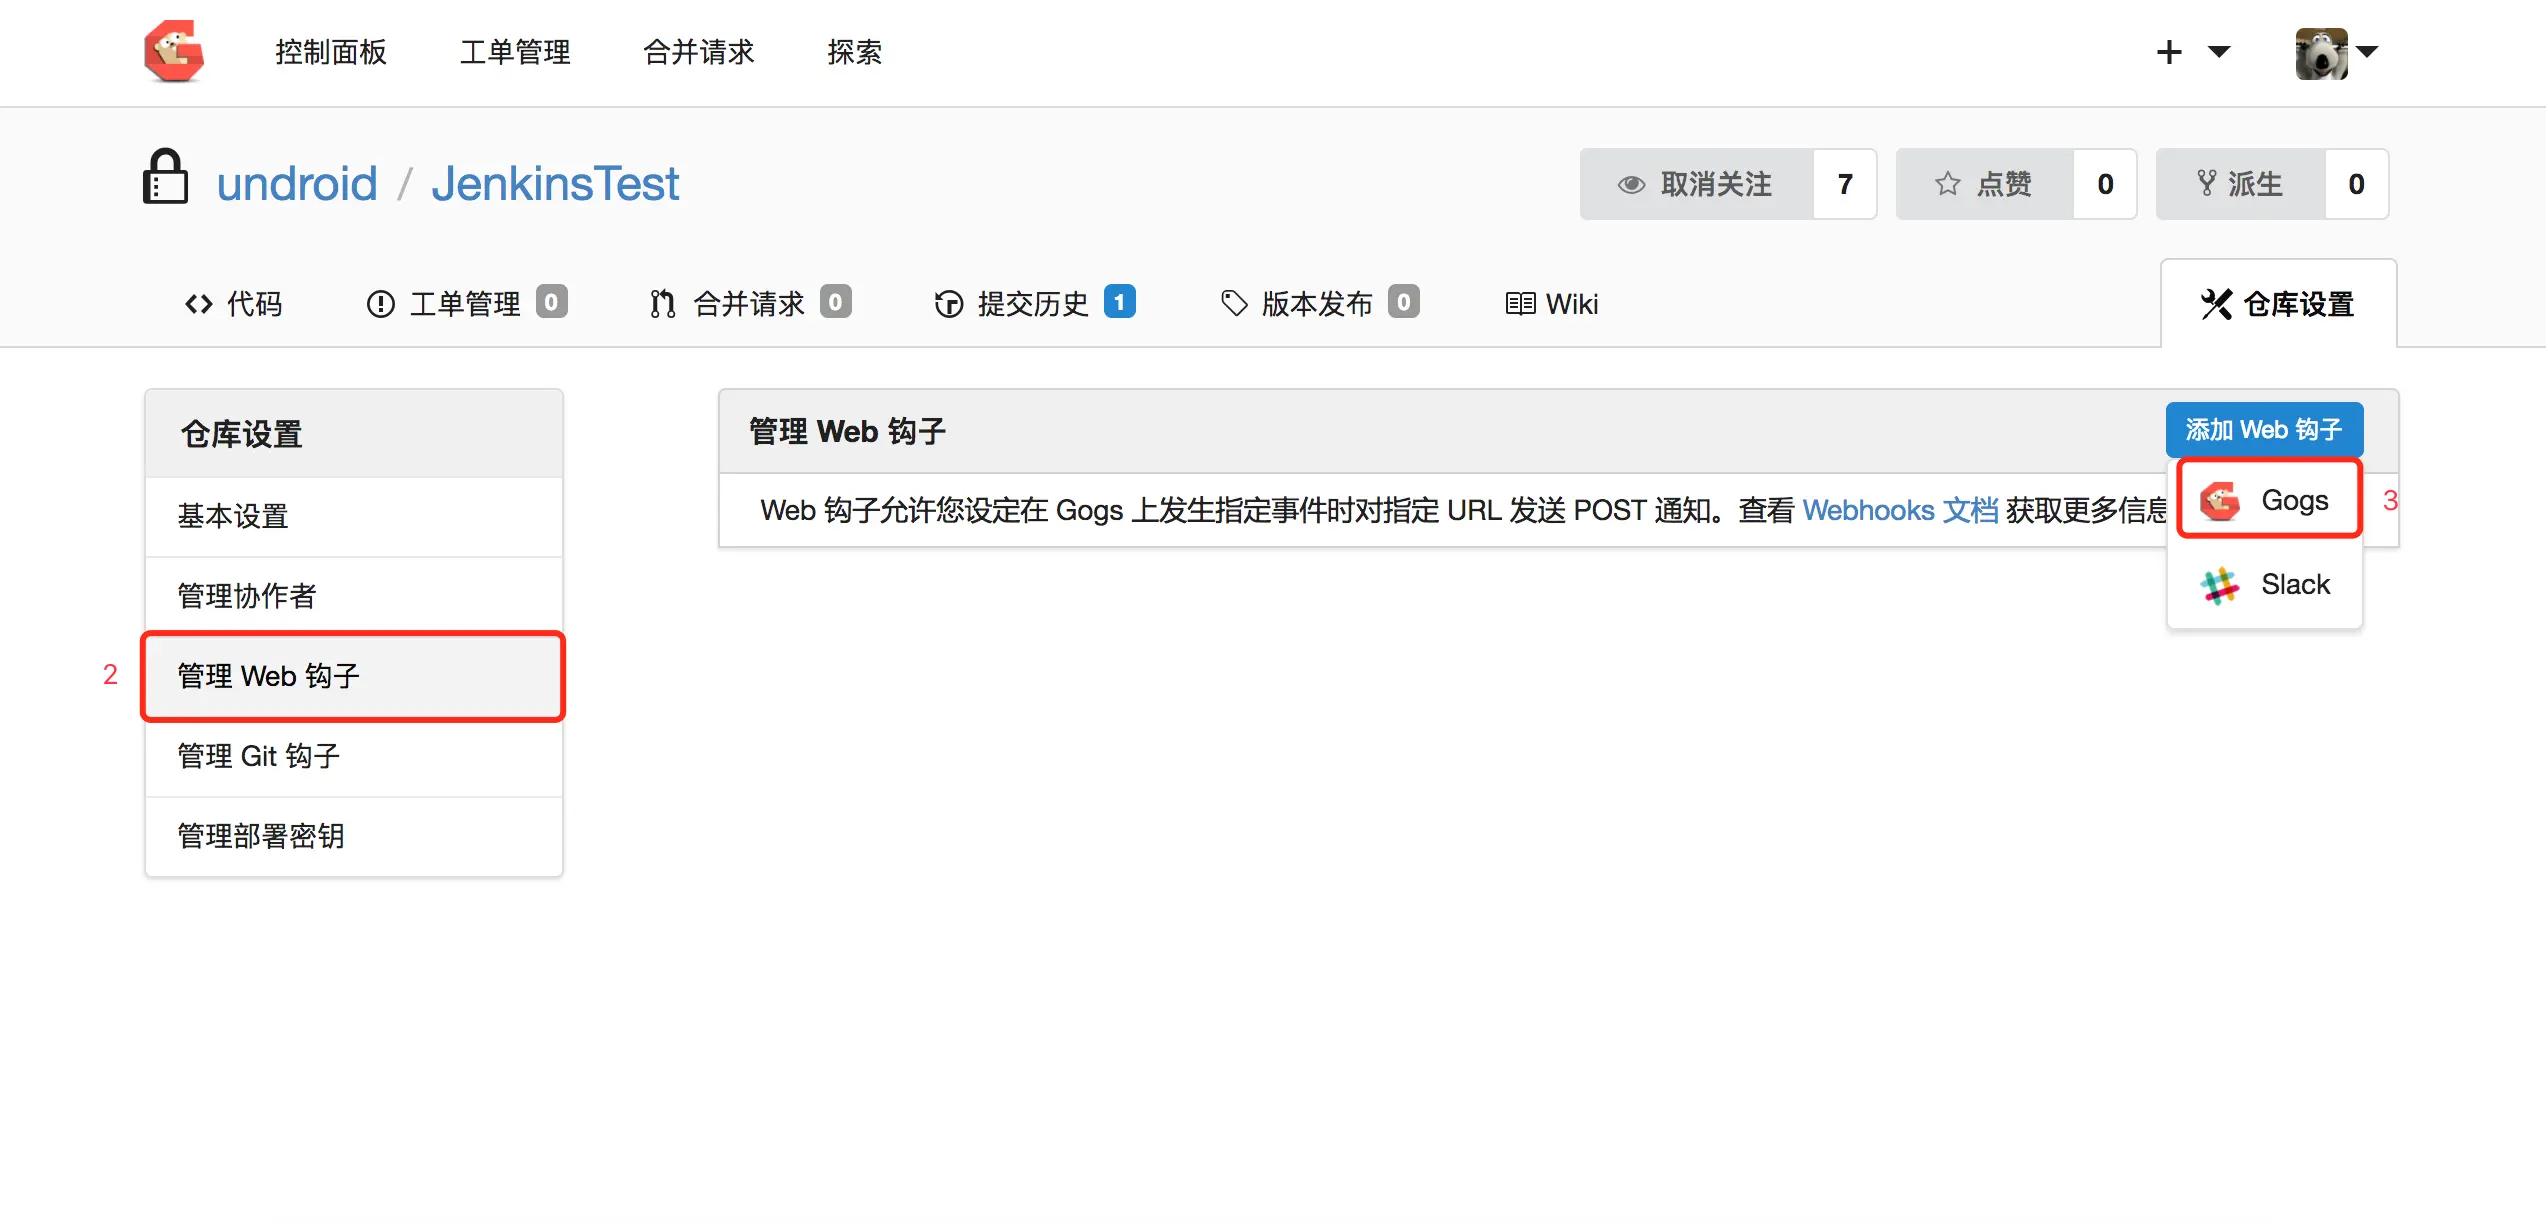 控制面板 工单管理 合并请求 探索
undroid / JenkinsTest 取消关注 7 点赞 0 派生 0
代码 工单管理 0 合并请求 0 提交历史 1 版本发布 0 Wiki 仓库设置
仓库设置
基本设置
管理协作者
2 管理 Web 钩子
管理 Git 钩子
管理部署密钥
管理 Web 钩子 添加 Web 钩子
Web 钩子允许您设定在 Gogs 上发生指定事件时对指定 URL 发送 POST 通知。查看 Webhooks 文档 获取更多信息
Gogs 3
Slack